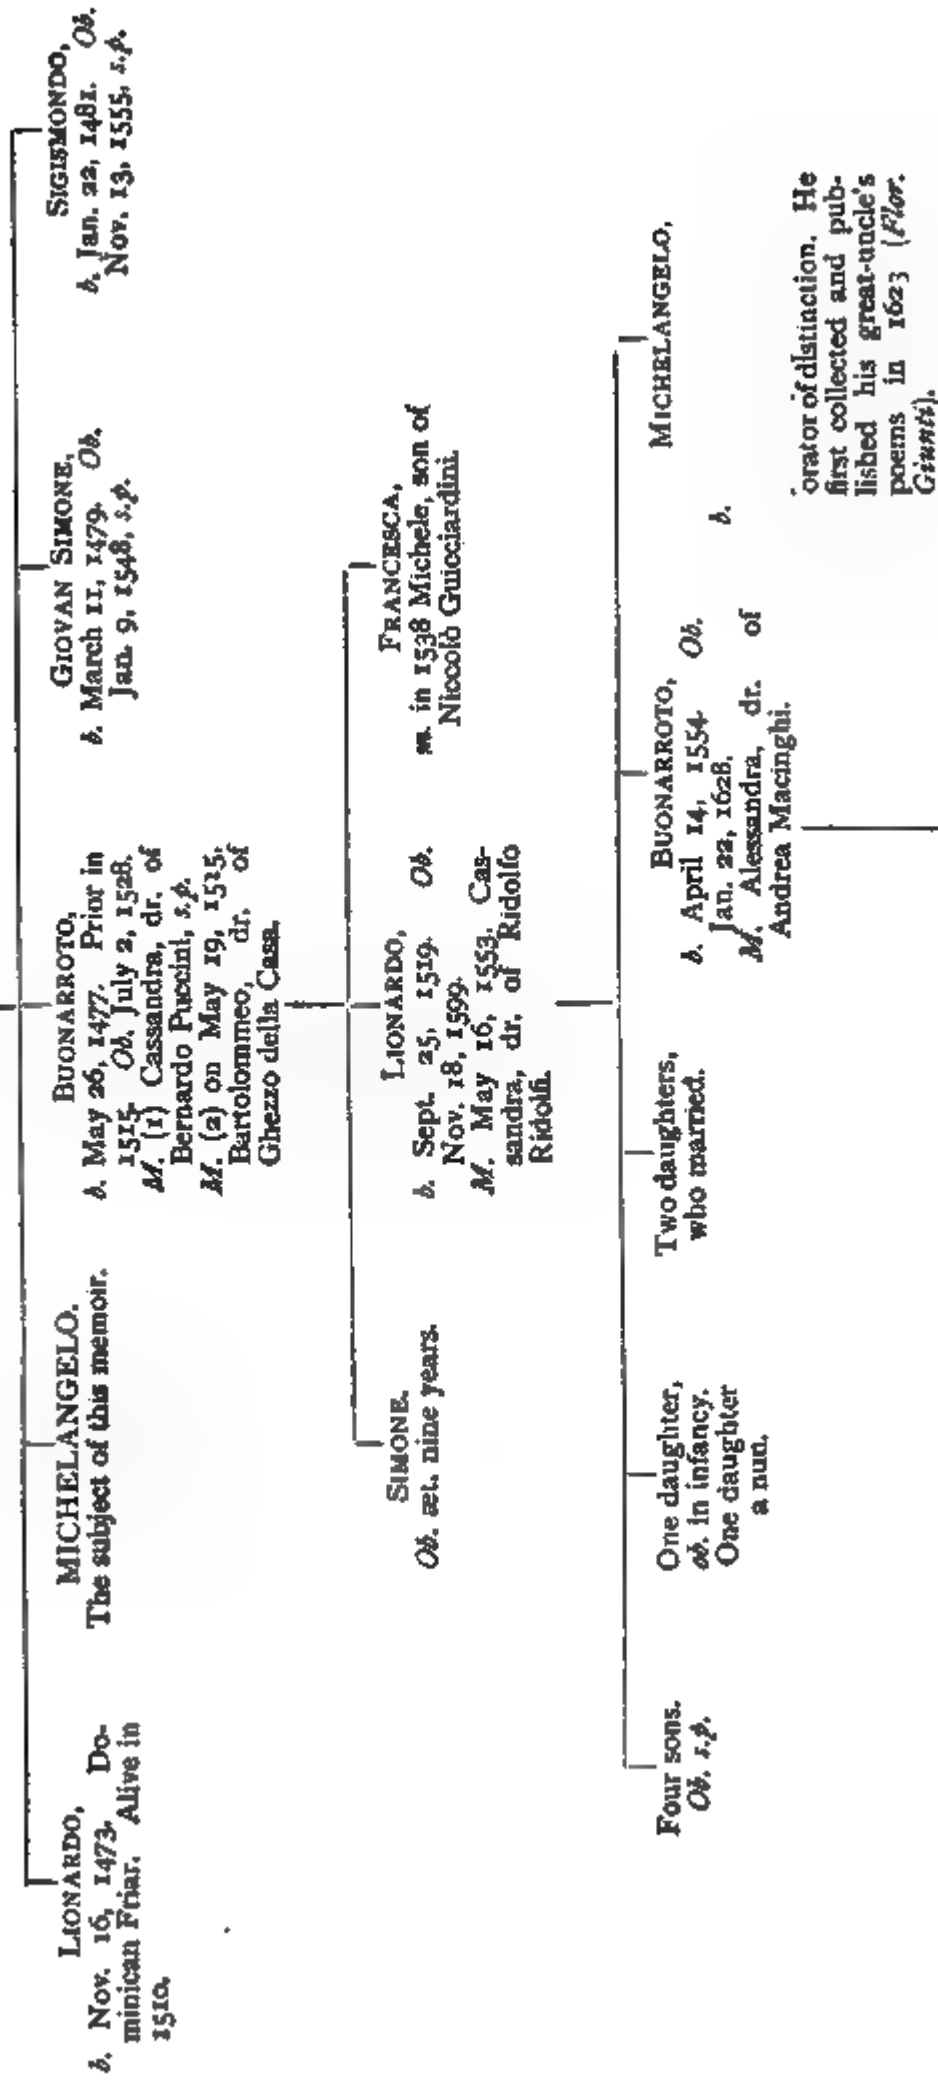 LIONARDO,
b. Nov. 16, 1473. Do-
minican Friar. Alive in
1510.
MICHELANGELO.
The subject of this memoir.
BUONARROTO,
b. May 26, 1477. Prior in
1515. Ob. July 2, 1528.
M. (1) Cassandra, dr. of
Bernardo Puccini, s.p.
M. (2) on May 19, 1515,
Bartolommeo, dr. of
Ghezzo della Casa.
GIOVAN SIMONE,
b. March 11, 1479. Ob.
Jan. 9, 1548, s.p.
SIGISMONDO,
b. Jan. 22, 1481. Ob.
Nov. 13, 1555, s.p.
SIMONE.
Ob. æt. nine years.
LIONARDO,
b. Sept. 25, 1519. Ob.
Nov. 18, 1599.
M. May 16, 1553. Cas-
sandra, dr. of Ridolfo
Ridolfi.
FRANCESCA,
m. in 1538 Michele, son of
Niccolò Guicciardini.
Four sons.
Ob. s.p.
One daughter,
ob. in infancy.
One daughter
a nun.
Two daughters,
who married.
BUONARROTO,
b. April 14, 1554. Ob.
Jan. 22, 1628.
M. Alessandra, dr. of
Andrea Macinghi.
MICHELANGELO,
b.
orator of distinction. He
first collected and pub-
lished his great-uncle's
poems in 1623 (Flor.
Giunti).